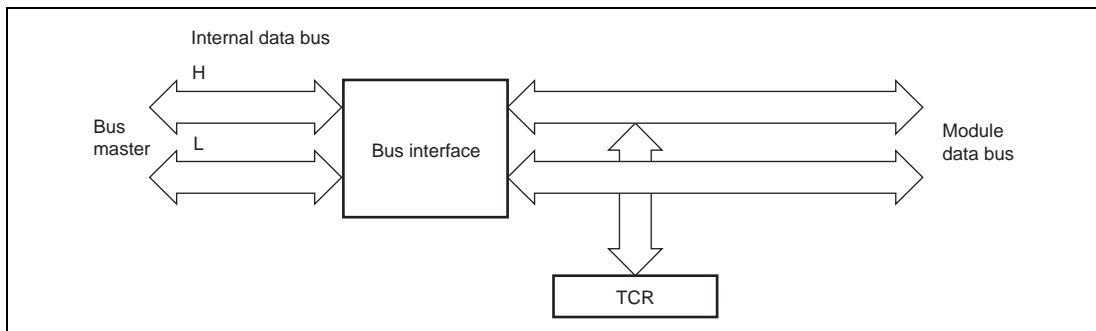 Internal data bus
H
Bus
master
L
Bus interface
Module
data bus
TCR